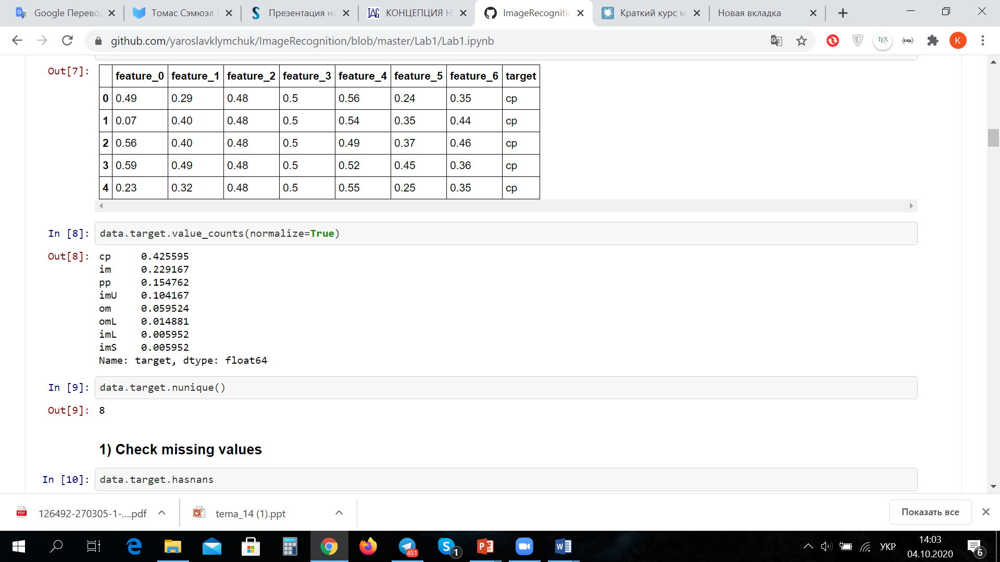 Google Перево
Томас Сэмюэл
Презентация на
КОНЦЕПЦИЯ Н
ImageRecogniti
Краткий курс м
Новая вкладка
github.com/yaroslavklymchuk/ImageRecognition/blob/master/Lab1/Lab1.ipynb
TEX
{CIQL}
K
Out[7]:
feature_0 feature_1 feature_2 feature_3 feature_4 feature_5 feature_6 target
0 0.49 0.29 0.48 0.5 0.56 0.24 0.35 cp
1 0.07 0.40 0.48 0.5 0.54 0.35 0.44 cp
2 0.56 0.40 0.48 0.5 0.49 0.37 0.46 cp
3 0.59 0.49 0.48 0.5 0.52 0.45 0.36 cp
4 0.23 0.32 0.48 0.5 0.55 0.25 0.35 cp
In [8]: data.target.value_counts(normalize=True)
Out[8]: cp 0.425595
im 0.229167
pp 0.154762
imU 0.104167
om 0.059524
omL 0.014881
imL 0.005952
imS 0.005952
Name: target, dtype: float64
In [9]: data.target.nunique()
Out[9]: 8
1) Check missing values
In [10]: data.target.hasnans
PDF
126492-270305-1-....pdf
tema_14 (1).ppt
Показать все
451
1
УКР
14:03
04.10.2020
6